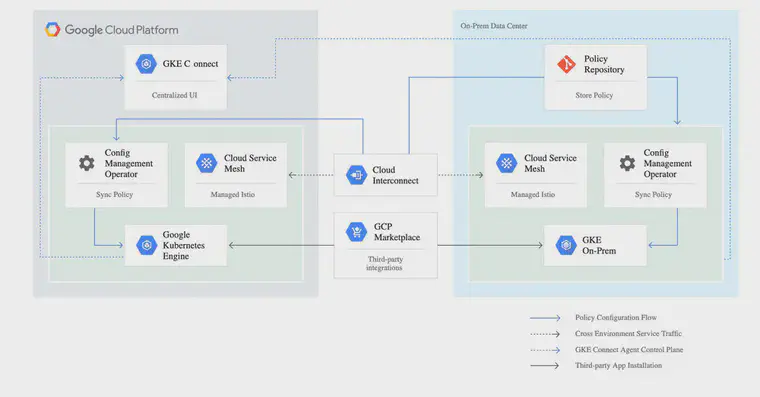 Google Cloud Platform
On-Prem Data Center
GKE C onnect
Centralized UI
Policy
Repository
Store Policy
Config
Management
Operator
Sync Policy
Cloud Service
Mesh
Managed Istio
Cloud
Interconnect
Cloud Service
Mesh
Managed Istio
Config
Management
Operator
Sync Policy
Google
Kubernetes
Engine
GCP
Marketplace
Third-party
integrations
GKE
On-Prem
Policy Configuration Flow
Cross Environment Service Traffic
GKE Connect Agent Control Plane
Third-party App Installation